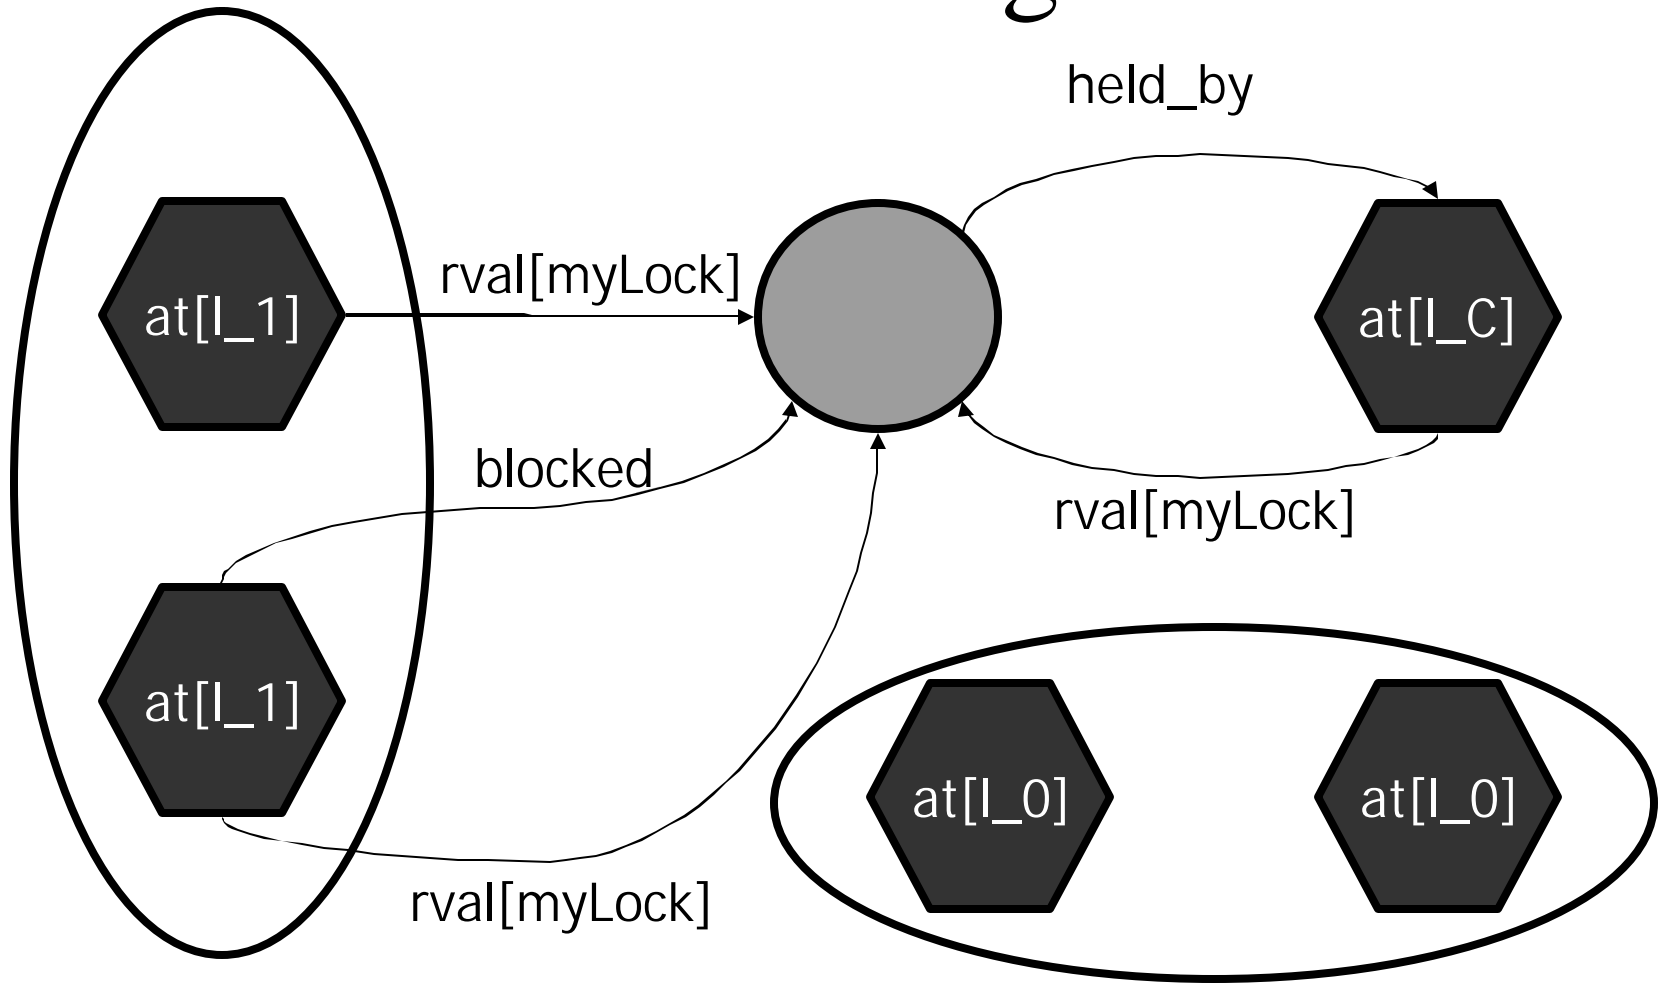 held_by
rval[myLock]
at[l_1]
at[l_C]
blocked
rval[myLock]
at[l_1]
at[l_0]
at[l_0]
rval[myLock]